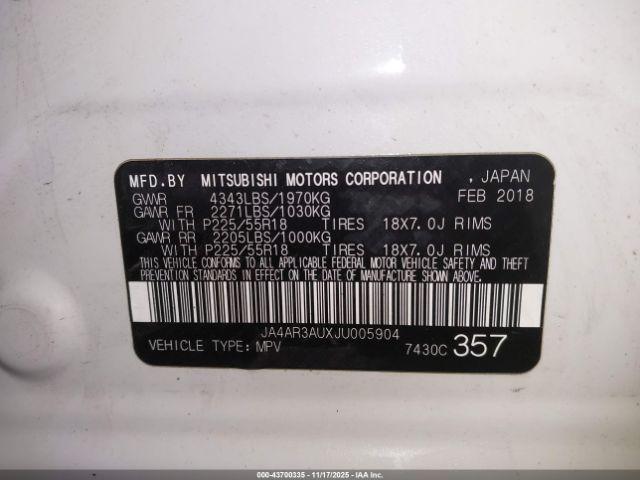 MFD.BY MITSUBISHI MOTORS CORPORATION , JAPAN
GVWR 4343LBS/1970KG FEB 2018
GAWR FR 2271LBS/1030KG
WITH P225/55R18 TIRES 18X7.0J RIMS
GAWR RR 2205LBS/1000KG
WITH P225/55R18 TIRES 18X7.0J RIMS
THIS VEHICLE CONFORMS TO ALL APPLICABLE FEDERAL MOTOR VEHICLE SAFETY AND THEFT
PREVENTION STANDARDS IN EFFECT ON THE DATE OF MANUFACTURE SHOWN ABOVE.
JA4AR3AUXJU005904
VEHICLE TYPE: MPV 7430C 357
000-43700335 - 11/17/2025 - IAAI.COM